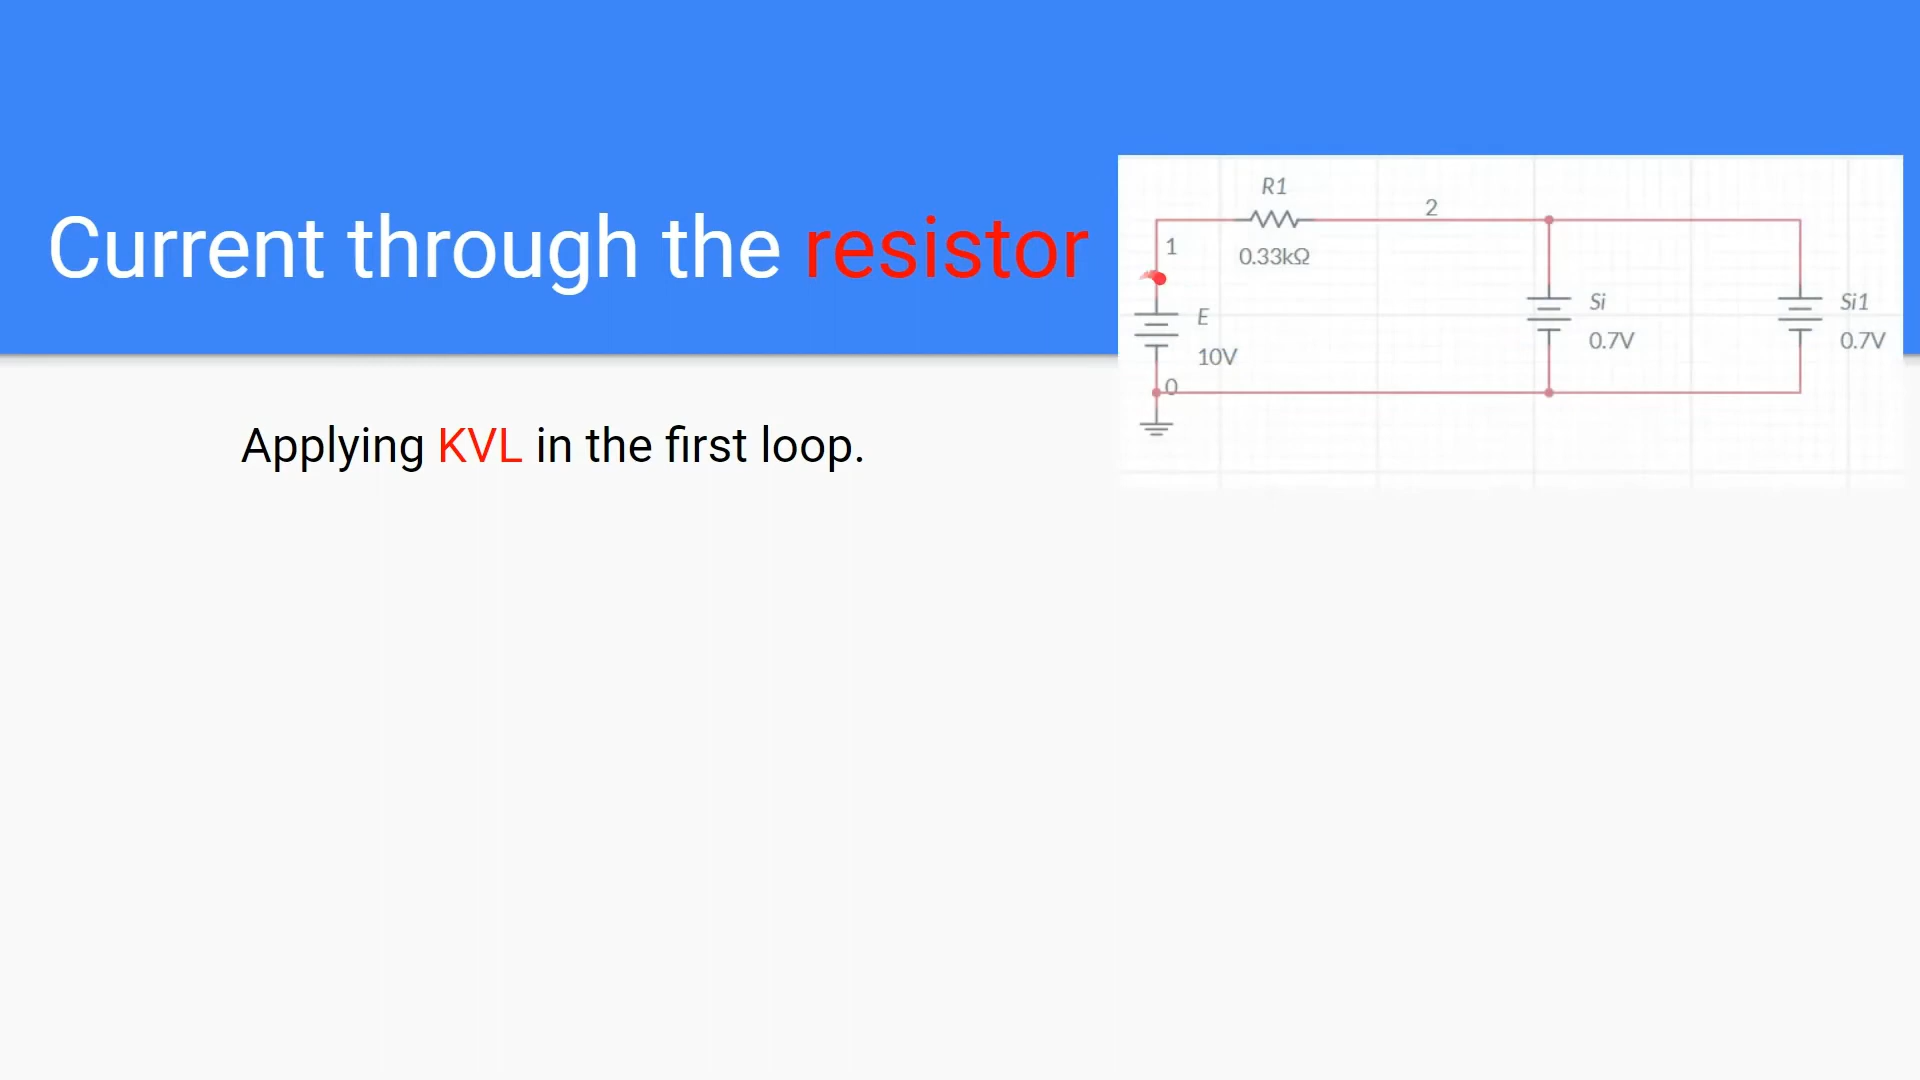 Current through the resistor
R1
2
1
0.33kΩ
E
10V
0
Si
0.7V
Si1
0.7V
Applying KVL in the first loop.